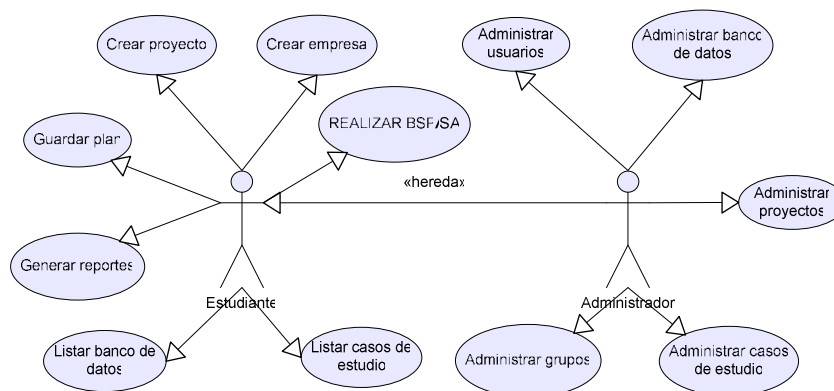 Crear proyecto
Crear empresa
Administrar
usuarios
Administrar banco
de datos
Guardar plan
REALIZAR BSP/SA
«hereda»
Administrar
proyectos
Generar reportes
Estudiante
Administrador
Listar banco de
datos
Listar casos de
estudio
Administrar grupos
Administrar casos
de estudio